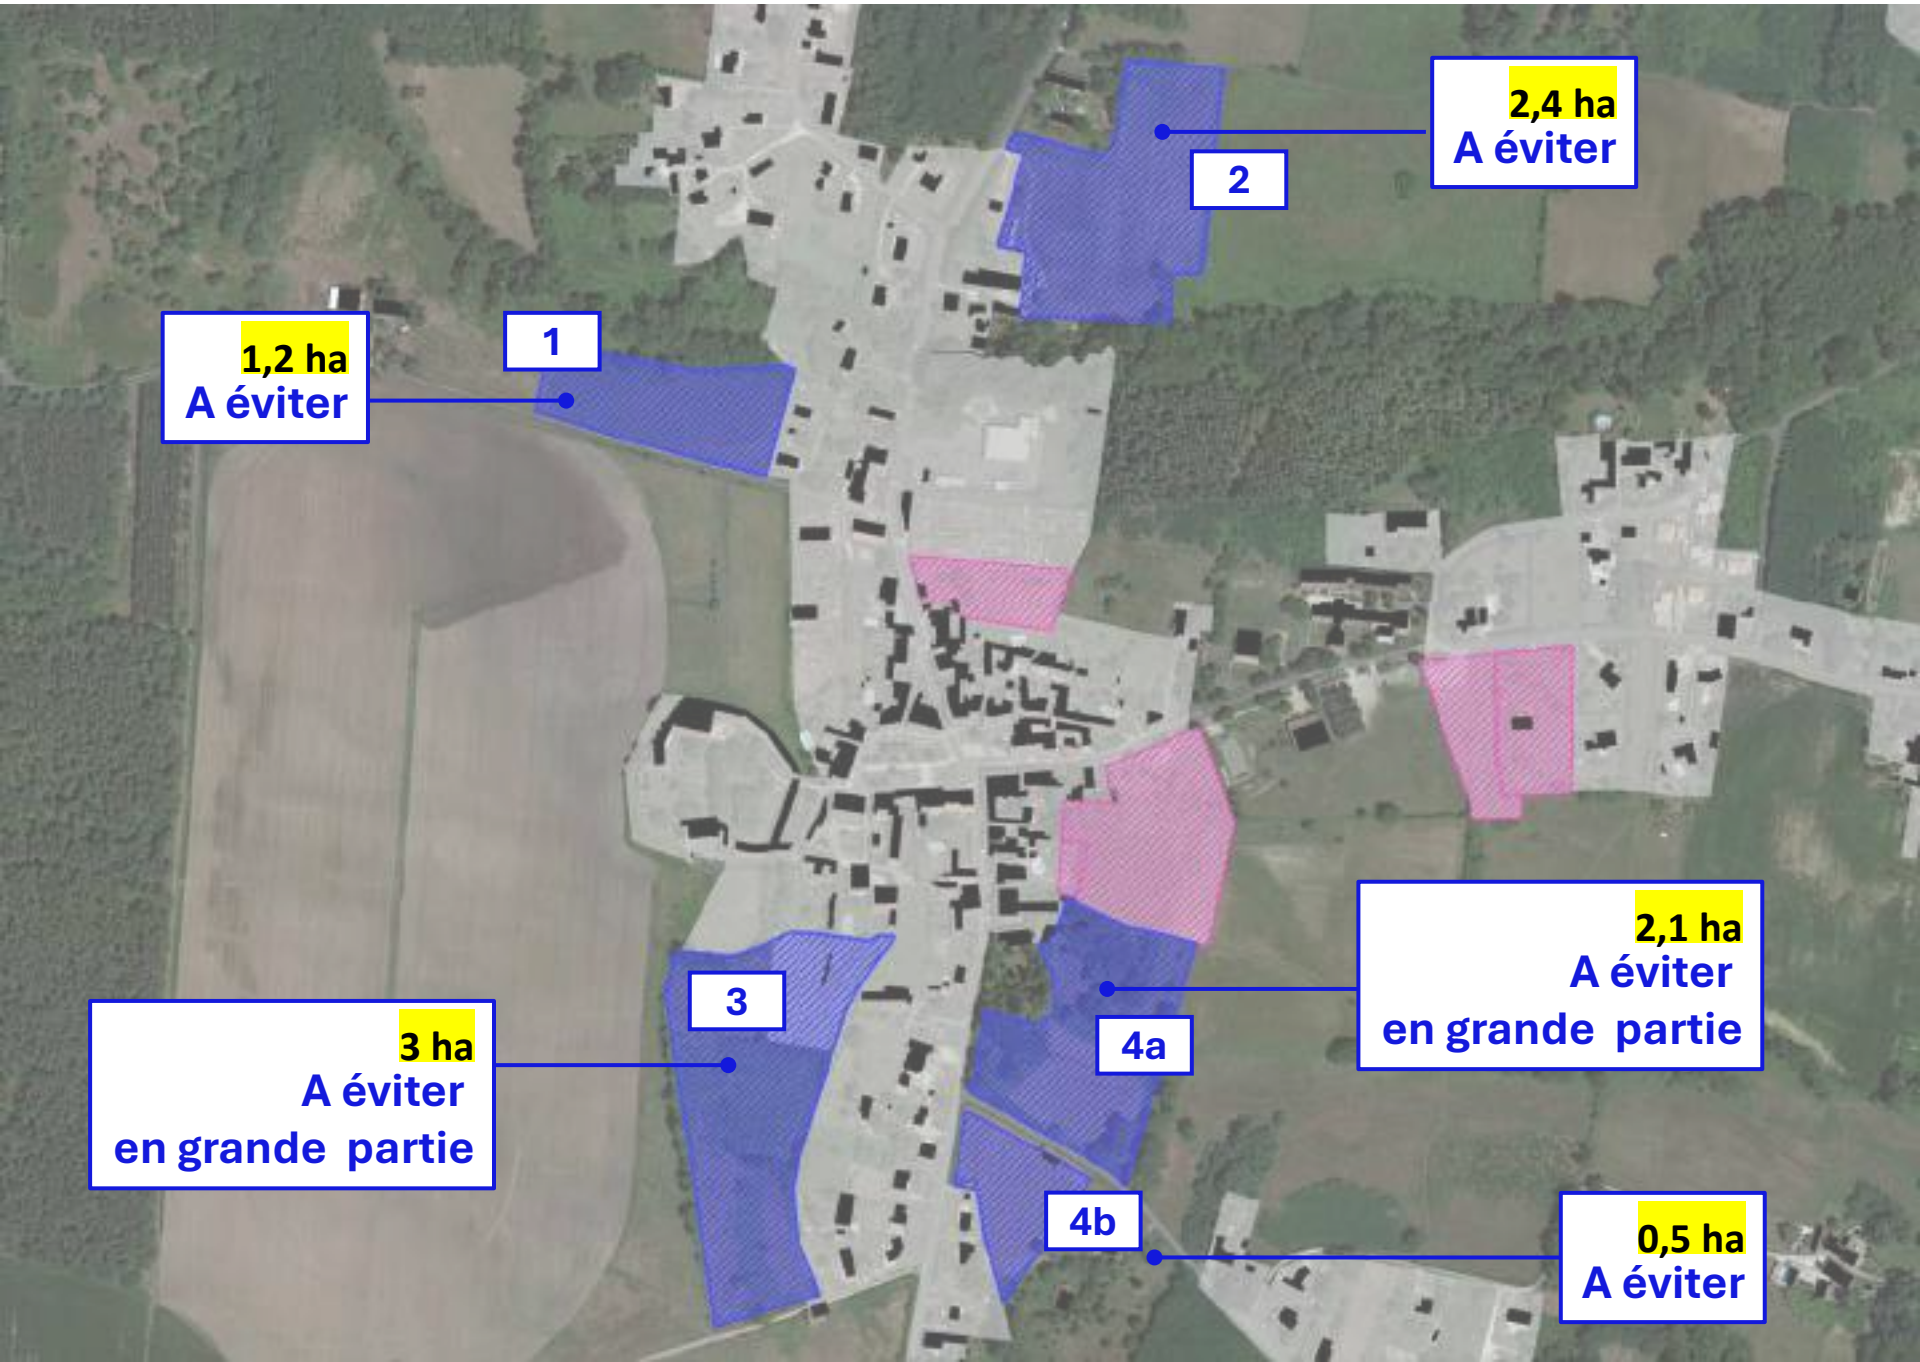 2,4 ha
A éviter
2
1
1,2 ha
A éviter
2,1 ha
A éviter
en grande partie
3
4a
3 ha
A éviter
en grande partie
4b
0,5 ha
A éviter